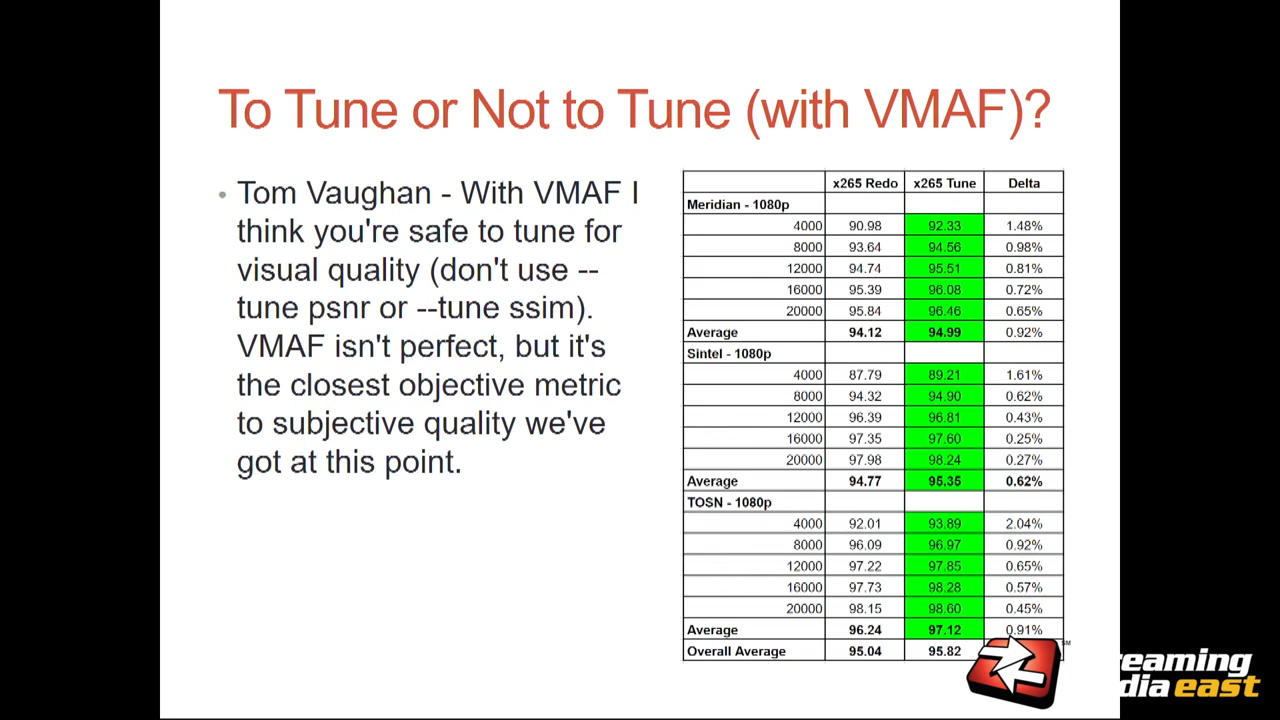 To Tune or Not to Tune (with VMAF)?
• Tom Vaughan - With VMAF I
think you're safe to tune for
visual quality (don't use --
tune psnr or --tune ssim).
VMAF isn't perfect, but it's
the closest objective metric
to subjective quality we've
got at this point.
x265 Redo x265 Tune Delta
Meridian - 1080p
4000 90.98 92.33 1.48%
8000 93.64 94.56 0.98%
12000 94.74 95.51 0.81%
16000 95.39 96.08 0.72%
20000 95.84 96.46 0.65%
Average 94.12 94.99 0.92%
Sintel - 1080p
4000 87.79 89.21 1.61%
8000 94.32 94.90 0.62%
12000 96.39 96.81 0.43%
16000 97.35 97.60 0.25%
20000 97.98 98.24 0.27%
Average 94.77 95.35 0.62%
TOSN - 1080p
4000 92.01 93.89 2.04%
8000 96.09 96.97 0.92%
12000 97.22 97.85 0.65%
16000 97.73 98.28 0.57%
20000 98.15 98.60 0.45%
Average 96.24 97.12 0.91%
Overall Average 95.04 95.82
SM
reaming
dia east